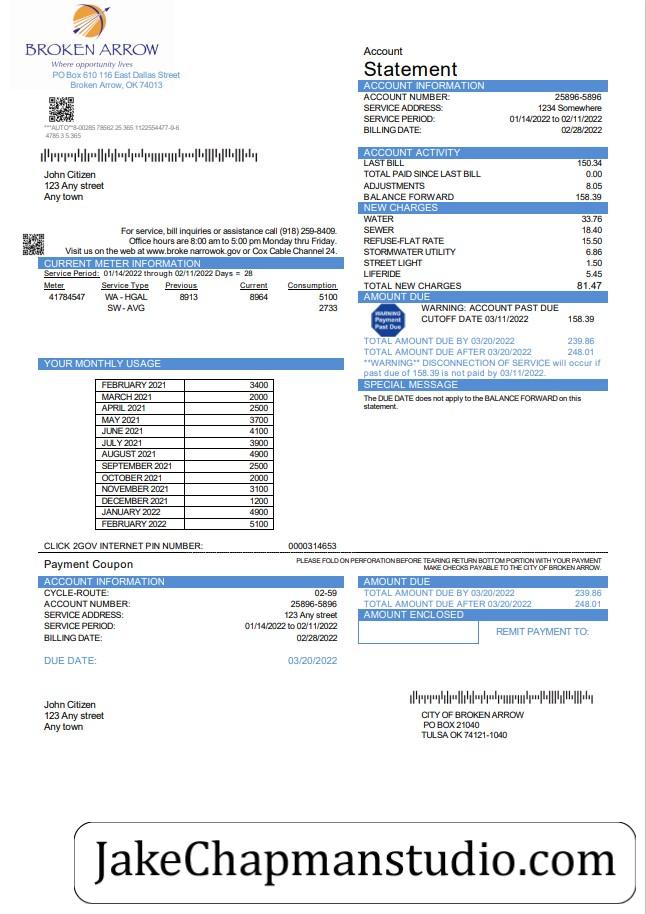 BROKEN ARROW
Where opportunity lives
PO Box 610 116 East Dallas Street
Broken Arrow, OK 74013
***AUTO**8-00285 78562 25.365 1122554477-9-6
4785.3 5.365
John Citizen
123 Any street
Any town
For service, bill inquiries or assistance call (918) 259-8409.
Office hours are 8:00 am to 5:00 pm Monday thru Friday.
Visit us on the web at www.broke narrowok.gov or Cox Cable Channel 24.
CURRENT METER INFORMATION
Service Period: 01/14/2022 through 02/11/2022 Days = 28
Meter Service Type Previous Current Consumption
41784547 WA - HGAL 8913 8964 5100
SW - AVG 2733
YOUR MONTHLY USAGE
FEBRUARY 2021 3400
MARCH 2021 2000
APRIL 2021 2500
MAY 2021 3700
JUNE 2021 4100
JULY 2021 3900
AUGUST 2021 4900
SEPTEMBER 2021 2500
OCTOBER 2021 2000
NOVEMBER 2021 3100
DECEMBER 2021 1200
JANUARY 2022 4900
FEBRUARY 2022 5100
CLICK 2GOV INTERNET PIN NUMBER: 0000314653
Account
Statement
ACCOUNT INFORMATION
ACCOUNT NUMBER: 25896-5896
SERVICE ADDRESS: 1234 Somewhere
SERVICE PERIOD: 01/14/2022 to 02/11/2022
BILLING DATE: 02/28/2022
ACCOUNT ACTIVITY
LAST BILL 150.34
TOTAL PAID SINCE LAST BILL 0.00
ADJUSTMENTS 8.05
BALANCE FORWARD 158.39
NEW CHARGES
WATER 33.76
SEWER 18.40
REFUSE-FLAT RATE 15.50
STORMWATER UTILITY 6.86
STREET LIGHT 1.50
LIFERIDE 5.45
TOTAL NEW CHARGES 81.47
AMOUNT DUE
WARNING
Payment
Past Due
WARNING: ACCOUNT PAST DUE
CUTOFF DATE 03/11/2022 158.39
TOTAL AMOUNT DUE BY 03/20/2022 239.86
TOTAL AMOUNT DUE AFTER 03/20/2022 248.01
**WARNING** DISCONNECTION OF SERVICE will occur if
past due of 158.39 is not paid by 03/11/2022.
SPECIAL MESSAGE
The DUE DATE does not apply to the BALANCE FORWARD on this
statement.
Payment Coupon
PLEASE FOLD ON PERFORATION BEFORE TEARING RETURN BOTTOM PORTION WITH YOUR PAYMENT
MAKE CHECKS PAYABLE TO THE CITY OF BROKEN ARROW.
ACCOUNT INFORMATION
CYCLE-ROUTE: 02-59
ACCOUNT NUMBER: 25896-5896
SERVICE ADDRESS: 123 Any street
SERVICE PERIOD: 01/14/2022 to 02/11/2022
BILLING DATE: 02/28/2022
DUE DATE: 03/20/2022
AMOUNT DUE
TOTAL AMOUNT DUE BY 03/20/2022 239.86
TOTAL AMOUNT DUE AFTER 03/20/2022 248.01
AMOUNT ENCLOSED
REMIT PAYMENT TO:
John Citizen
123 Any street
Any town
CITY OF BROKEN ARROW
PO BOX 21040
TULSA OK 74121-1040
JakeChapmanstudio.com